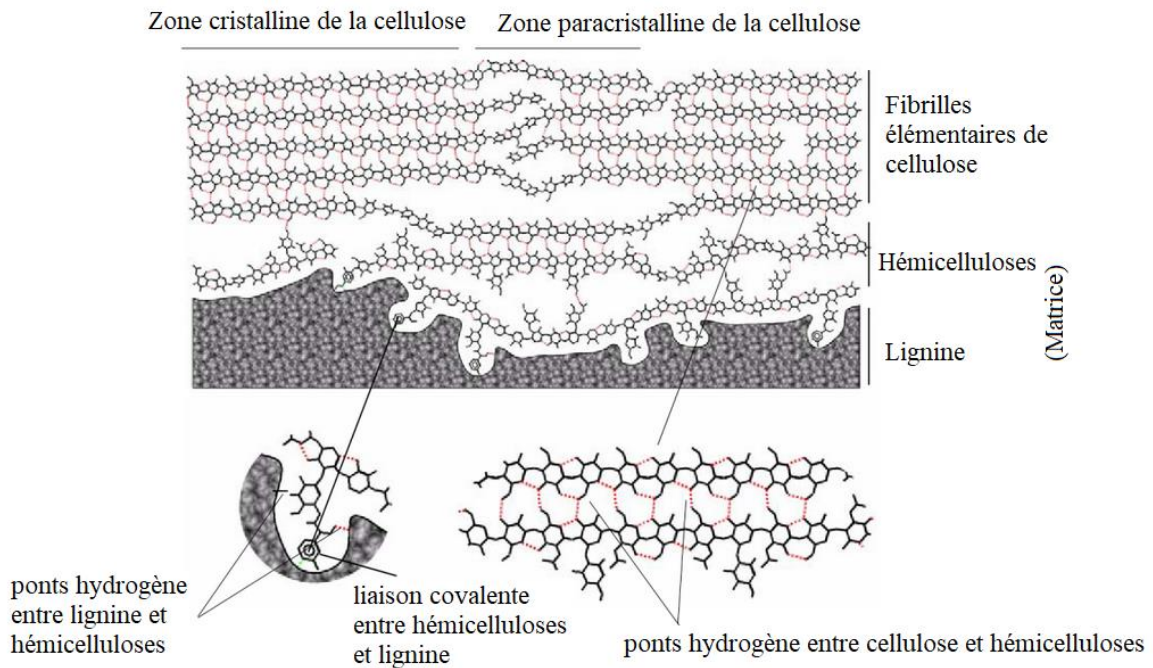 Zone cristalline de la cellulose
Zone paracristalline de la cellulose
Fibrilles
élémentaires de
cellulose
Hémicelluloses
(Matrice)
Lignine
ponts hydrogène
entre lignine et
hémicelluloses
liaison covalente
entre hémicelluloses
et lignine
ponts hydrogène entre cellulose et hémicelluloses